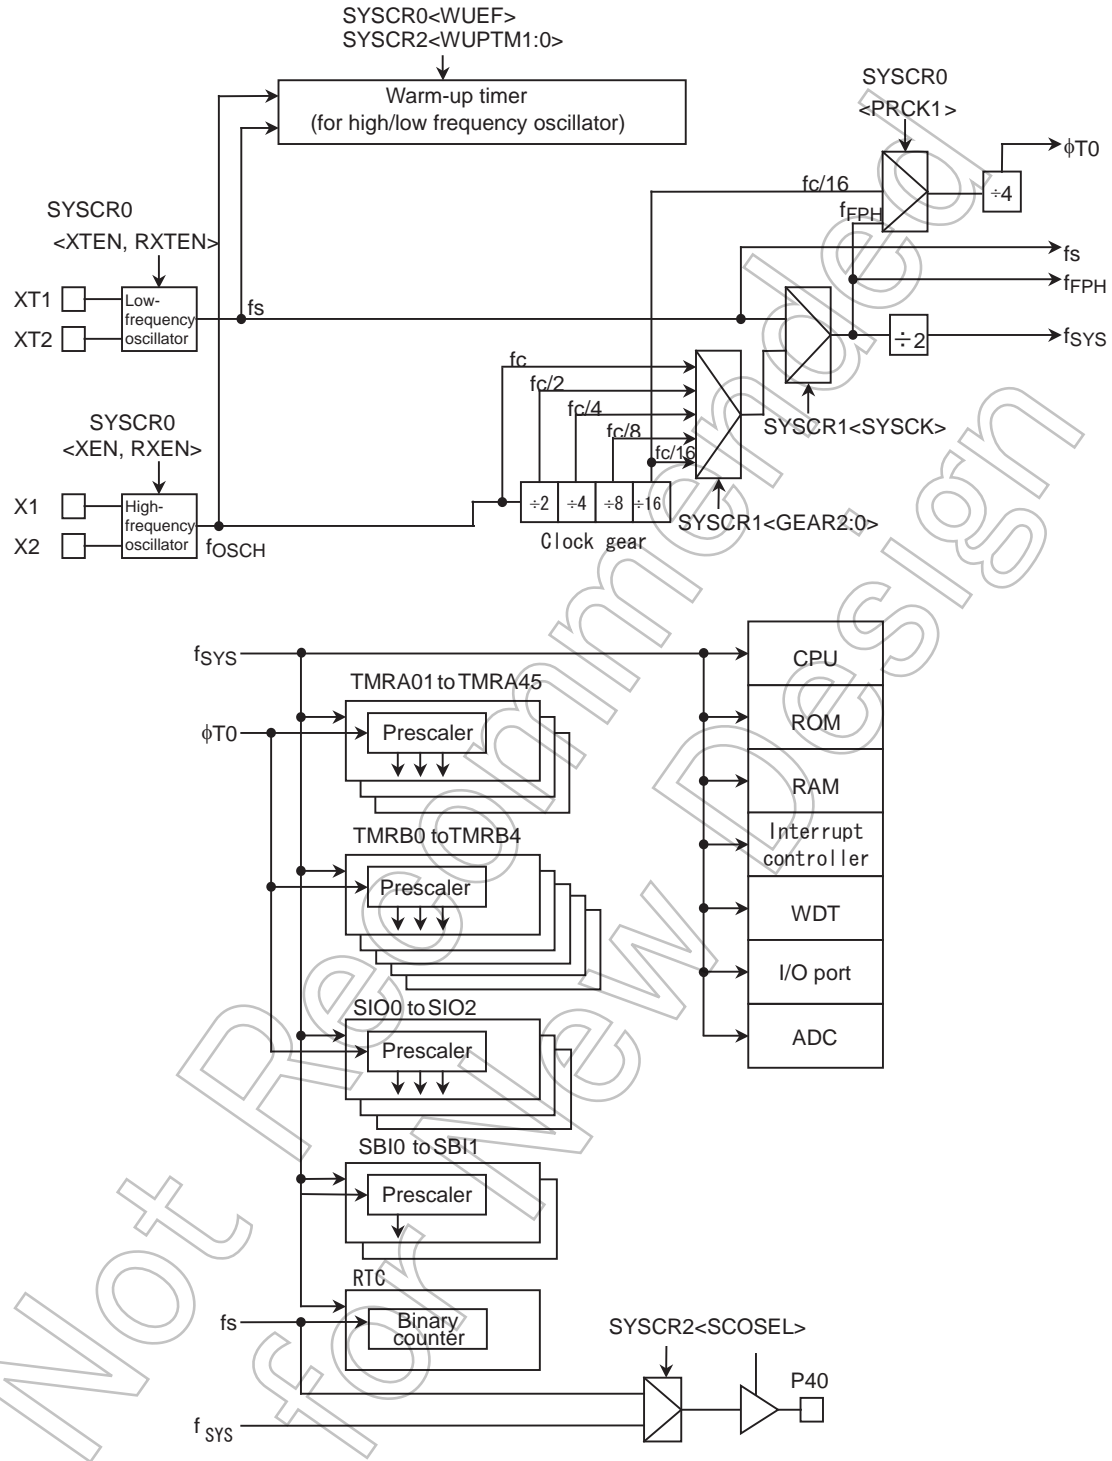 SYSCR0<WUEF>
SYSCR2<WUPTM1:0>
Warm-up timer
(for high/low frequency oscillator)
SYSCR0
<PRCK1>
ϕT0
fc/16
÷4
fFPH
SYSCR0
<XTEN, RXTEN>
fs
fFPH
XT1
XT2
Low-
frequency
oscillator
fs
÷2
fSYS
fc
fc/2
fc/4
fc/8
fc/16
SYSCR1<SYSCK>
SYSCR0
<XEN, RXEN>
X1
X2
High-
frequency
oscillator
fOSCH
÷2 ÷4 ÷8 ÷16
Clock gear
SYSCR1<GEAR2:0>
fSYS
CPU
ROM
RAM
Interrupt
controller
WDT
I/O port
ADC
TMRA01 to TMRA45
ϕT0
Prescaler
TMRB0 to TMRB4
Prescaler
SIO0 to SIO2
Prescaler
SBI0 to SBI1
Prescaler
RTC
fs
Binary
counter
SYSCR2<SCOSEL>
P40
f SYS
Not Recommended
for New Design